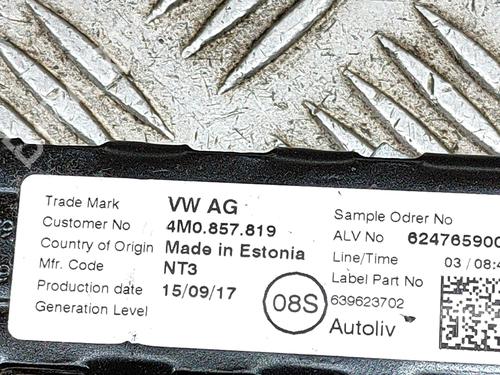 Trade Mark VW AG
Customer No 4M0.857.819
Country of Origin Made in Estonia
Mfr. Code NT3
Production date 15/09/17
Generation Level
08S
Sample Odrer No
ALV No 624765900
Line/Time 03 / 08:4
Label Part No
639623702
Autoliv